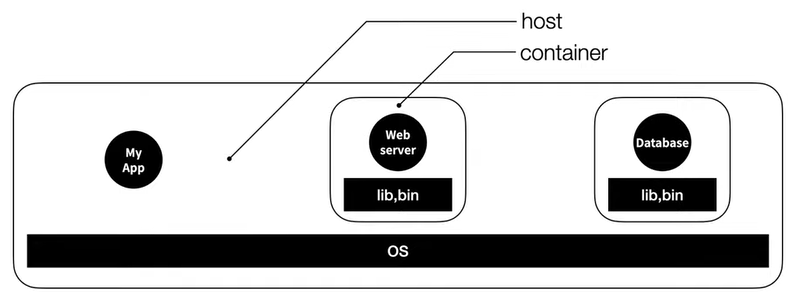 host
container
My
App
Web
server
lib,bin
Database
lib,bin
OS